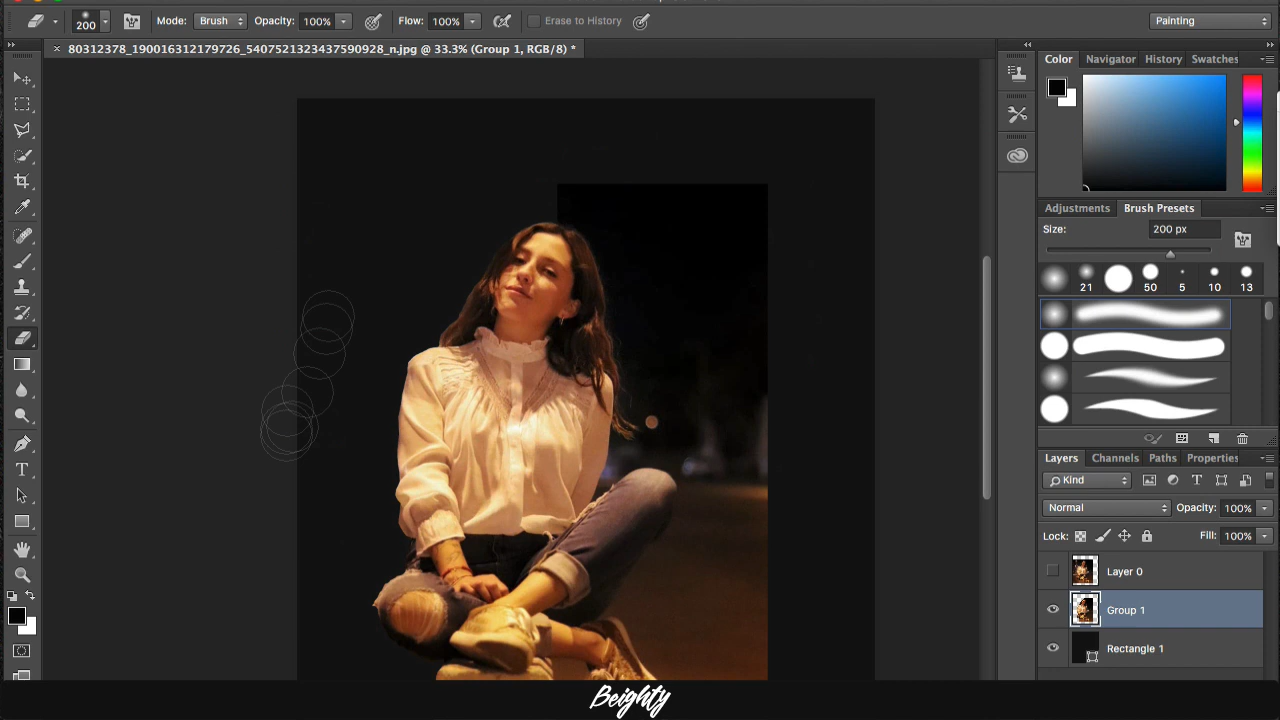 200 Mode: Brush Opacity: 100% Flow: 100% Erase to History Painting
× 80312378_190016312179726_5407521323437590928_n.jpg @ 33.3% (Group 1, RGB/8) *
Color Navigator History Swatches
Adjustments Brush Presets
Size: 200 px
21 50 5 10 13
Layers Channels Paths Properties
Kind
Normal Opacity: 100%
Lock: Fill: 100%
Layer 0
Group 1
Rectangle 1
Beighty